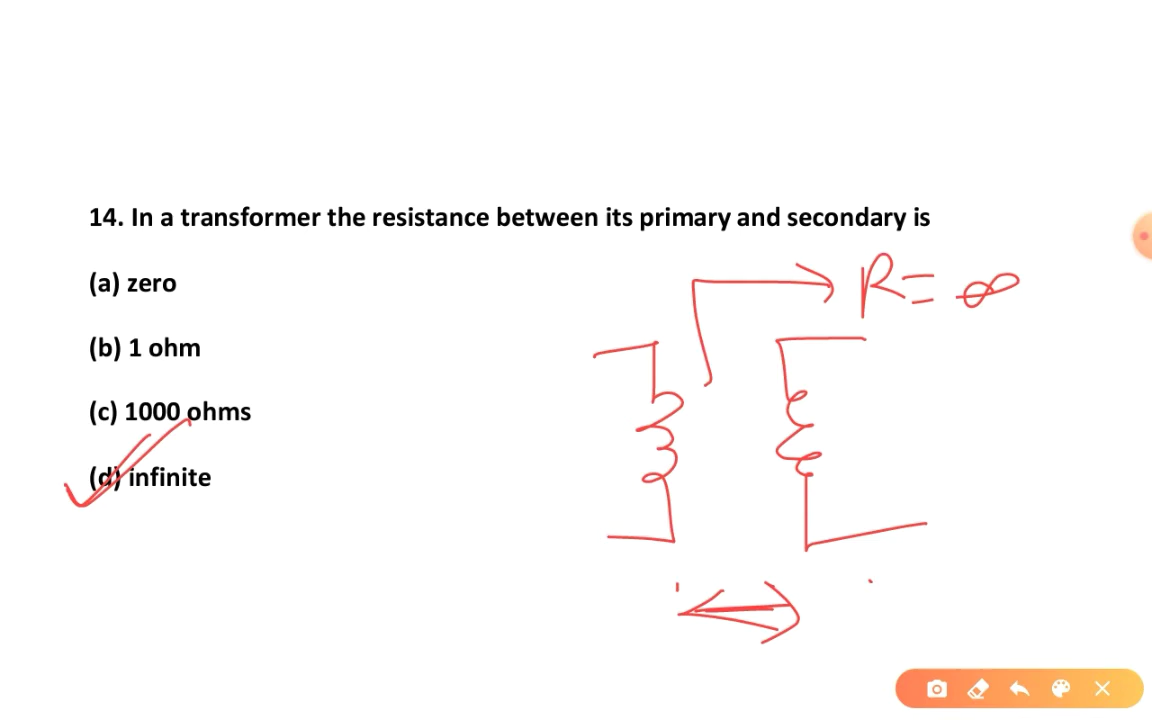 14. In a transformer the resistance between its primary and secondary is
(a) zero
R = ∞
(b) 1 ohm
(c) 1000 ohms
(d) infinite